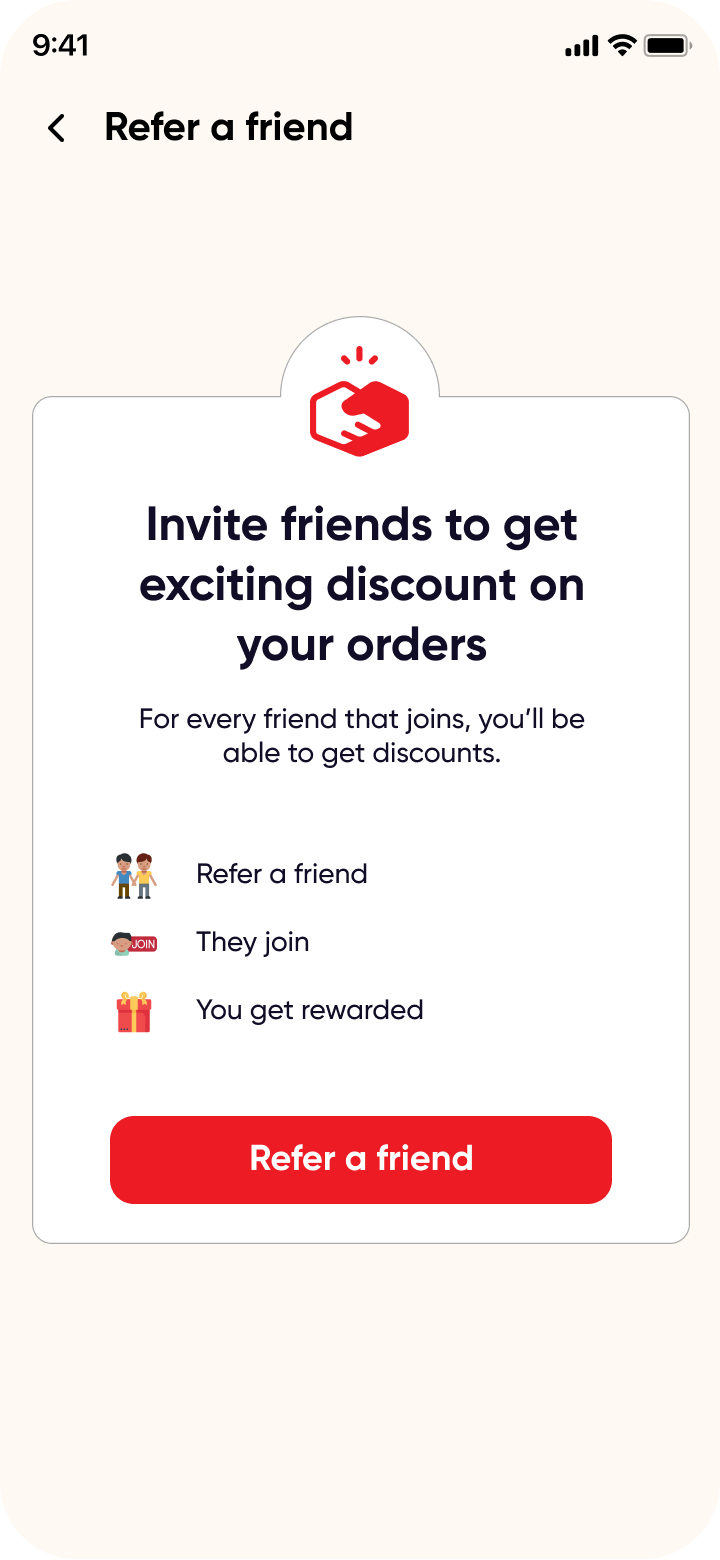 9:41
Refer a friend
Invite friends to get
exciting discount on
your orders
For every friend that joins, you’ll be
able to get discounts.
Refer a friend
JOIN
They join
You get rewarded
Refer a friend